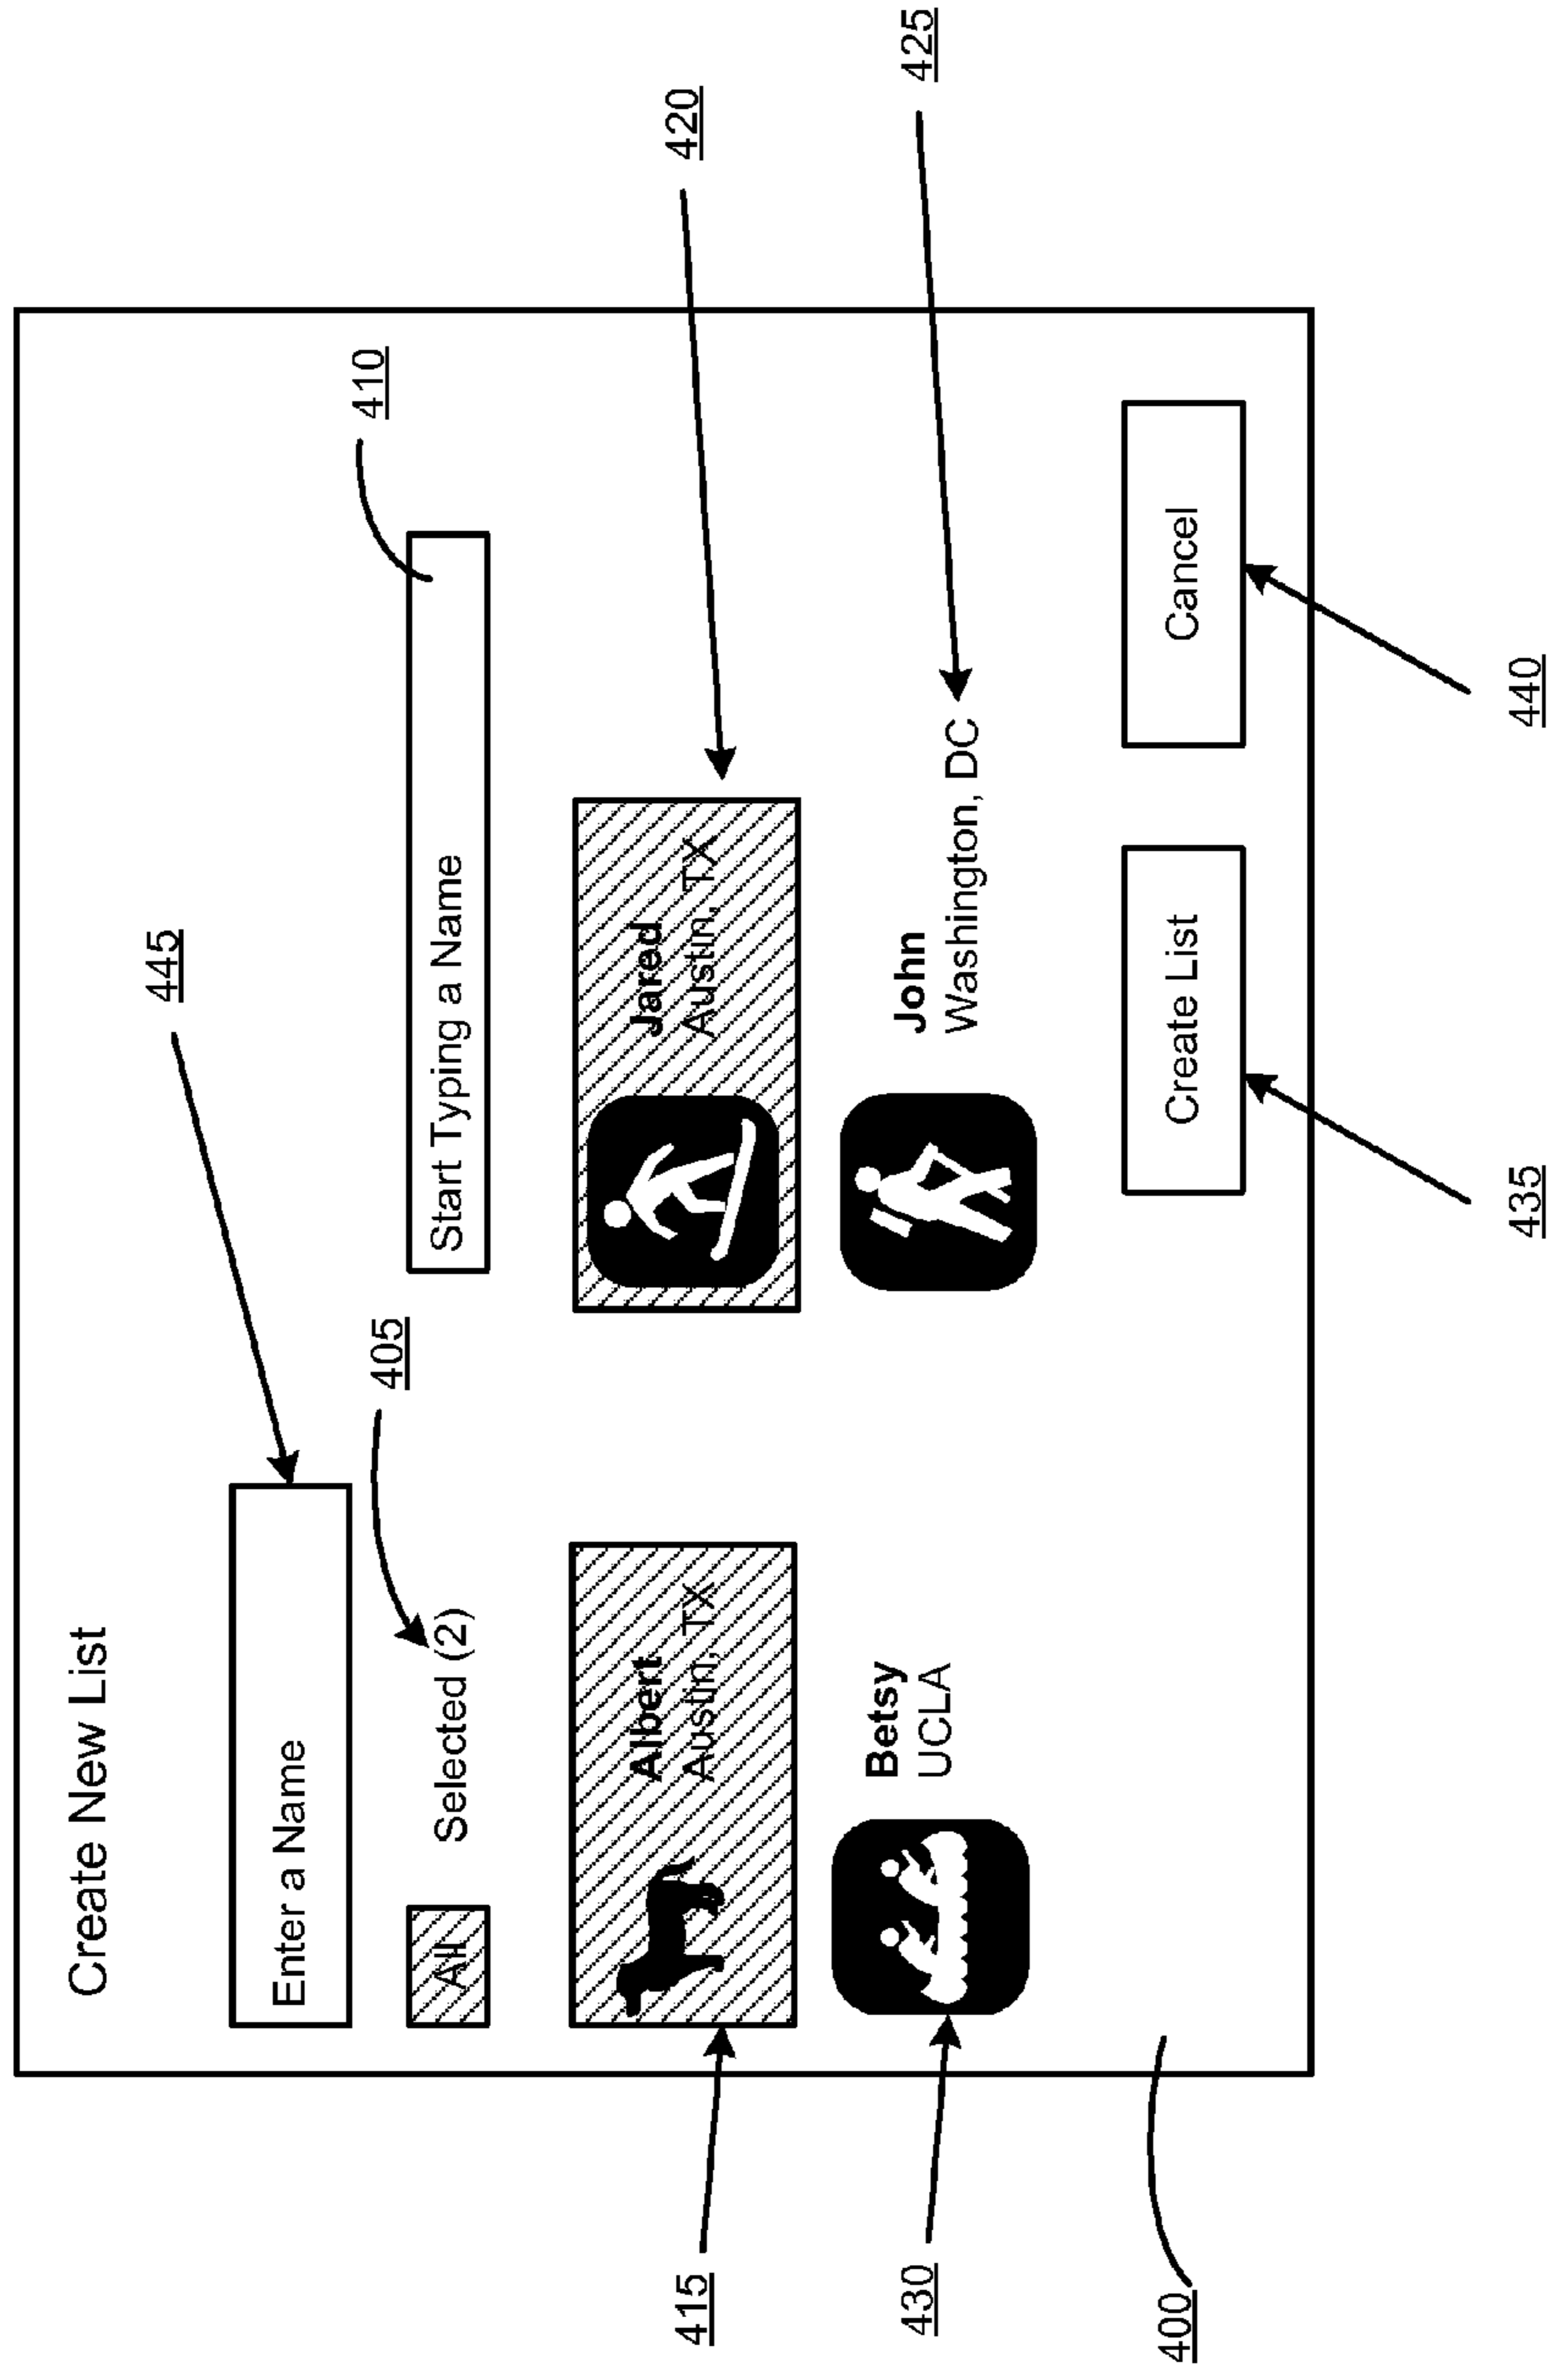 Create New List
445
Enter a Name
405
410
All
Selected (2)
Start Typing a Name
420
Albert
Austin, TX
Jared
Austin, TX
415
425
Betsy
UCLA
John
Washington, DC
430
Create List
Cancel
400
435
440